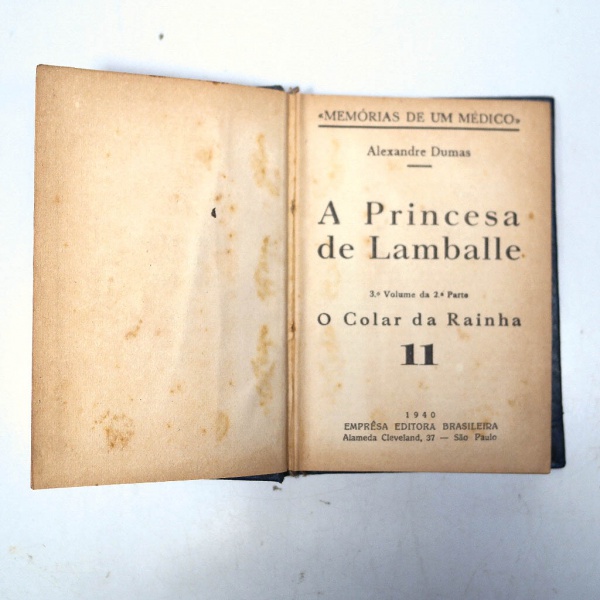 «MEMÓRIAS DE UM MÉDICO»
Alexandre Dumas
A Princesa
de Lamballe
3.º Volume da 2.ª Parte
O Colar da Rainha
11
1940
EMPRÊSA EDITORA BRASILEIRA
Alameda Cleveland, 37 — São Paulo